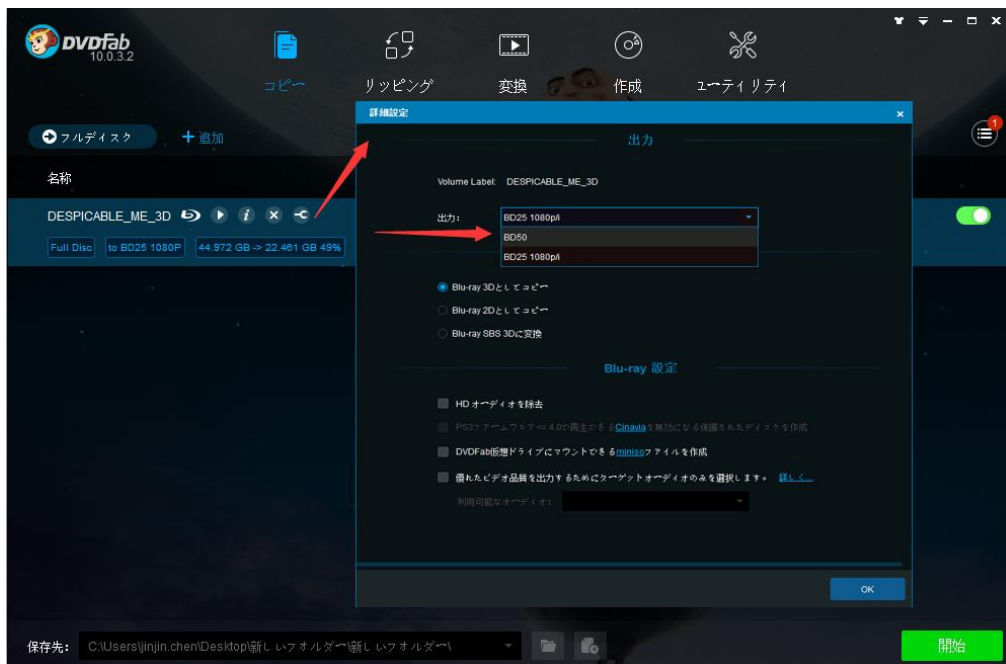 DVDFab
10.0.3.2
コピー
リッピング
変換
作成
ユーティリティ
フルディスク
追加
1
名称
DESPICABLE_ME_3D
Full Disc
to BD25 1080P
44.972 GB -> 22.461 GB 49%
詳細設定
出力
Volume Label: DESPICABLE_ME_3D
出力:
BD25 1080p/i
BD50
BD25 1080p/i
Blu-ray 3Dとしてコピー
Blu-ray 2Dとしてコピー
Blu-ray SBS 3Dに変換
Blu-ray 設定
HDオーディオを除去
PS3ファームウェア<= 4.0で再生できるCinaviaを無効になる保護されたディスクを作成
DVDFab仮想ドライブにマウントできるminisoファイルを作成
優れたビデオ品質を出力するためにターゲットオーディオのみを選択します。 詳しく...
利用可能なオーディオ:
OK
保存先: C:\Users\jinjin.chen\Desktop\新しいフォルダー\新しいフォルダー\
開始